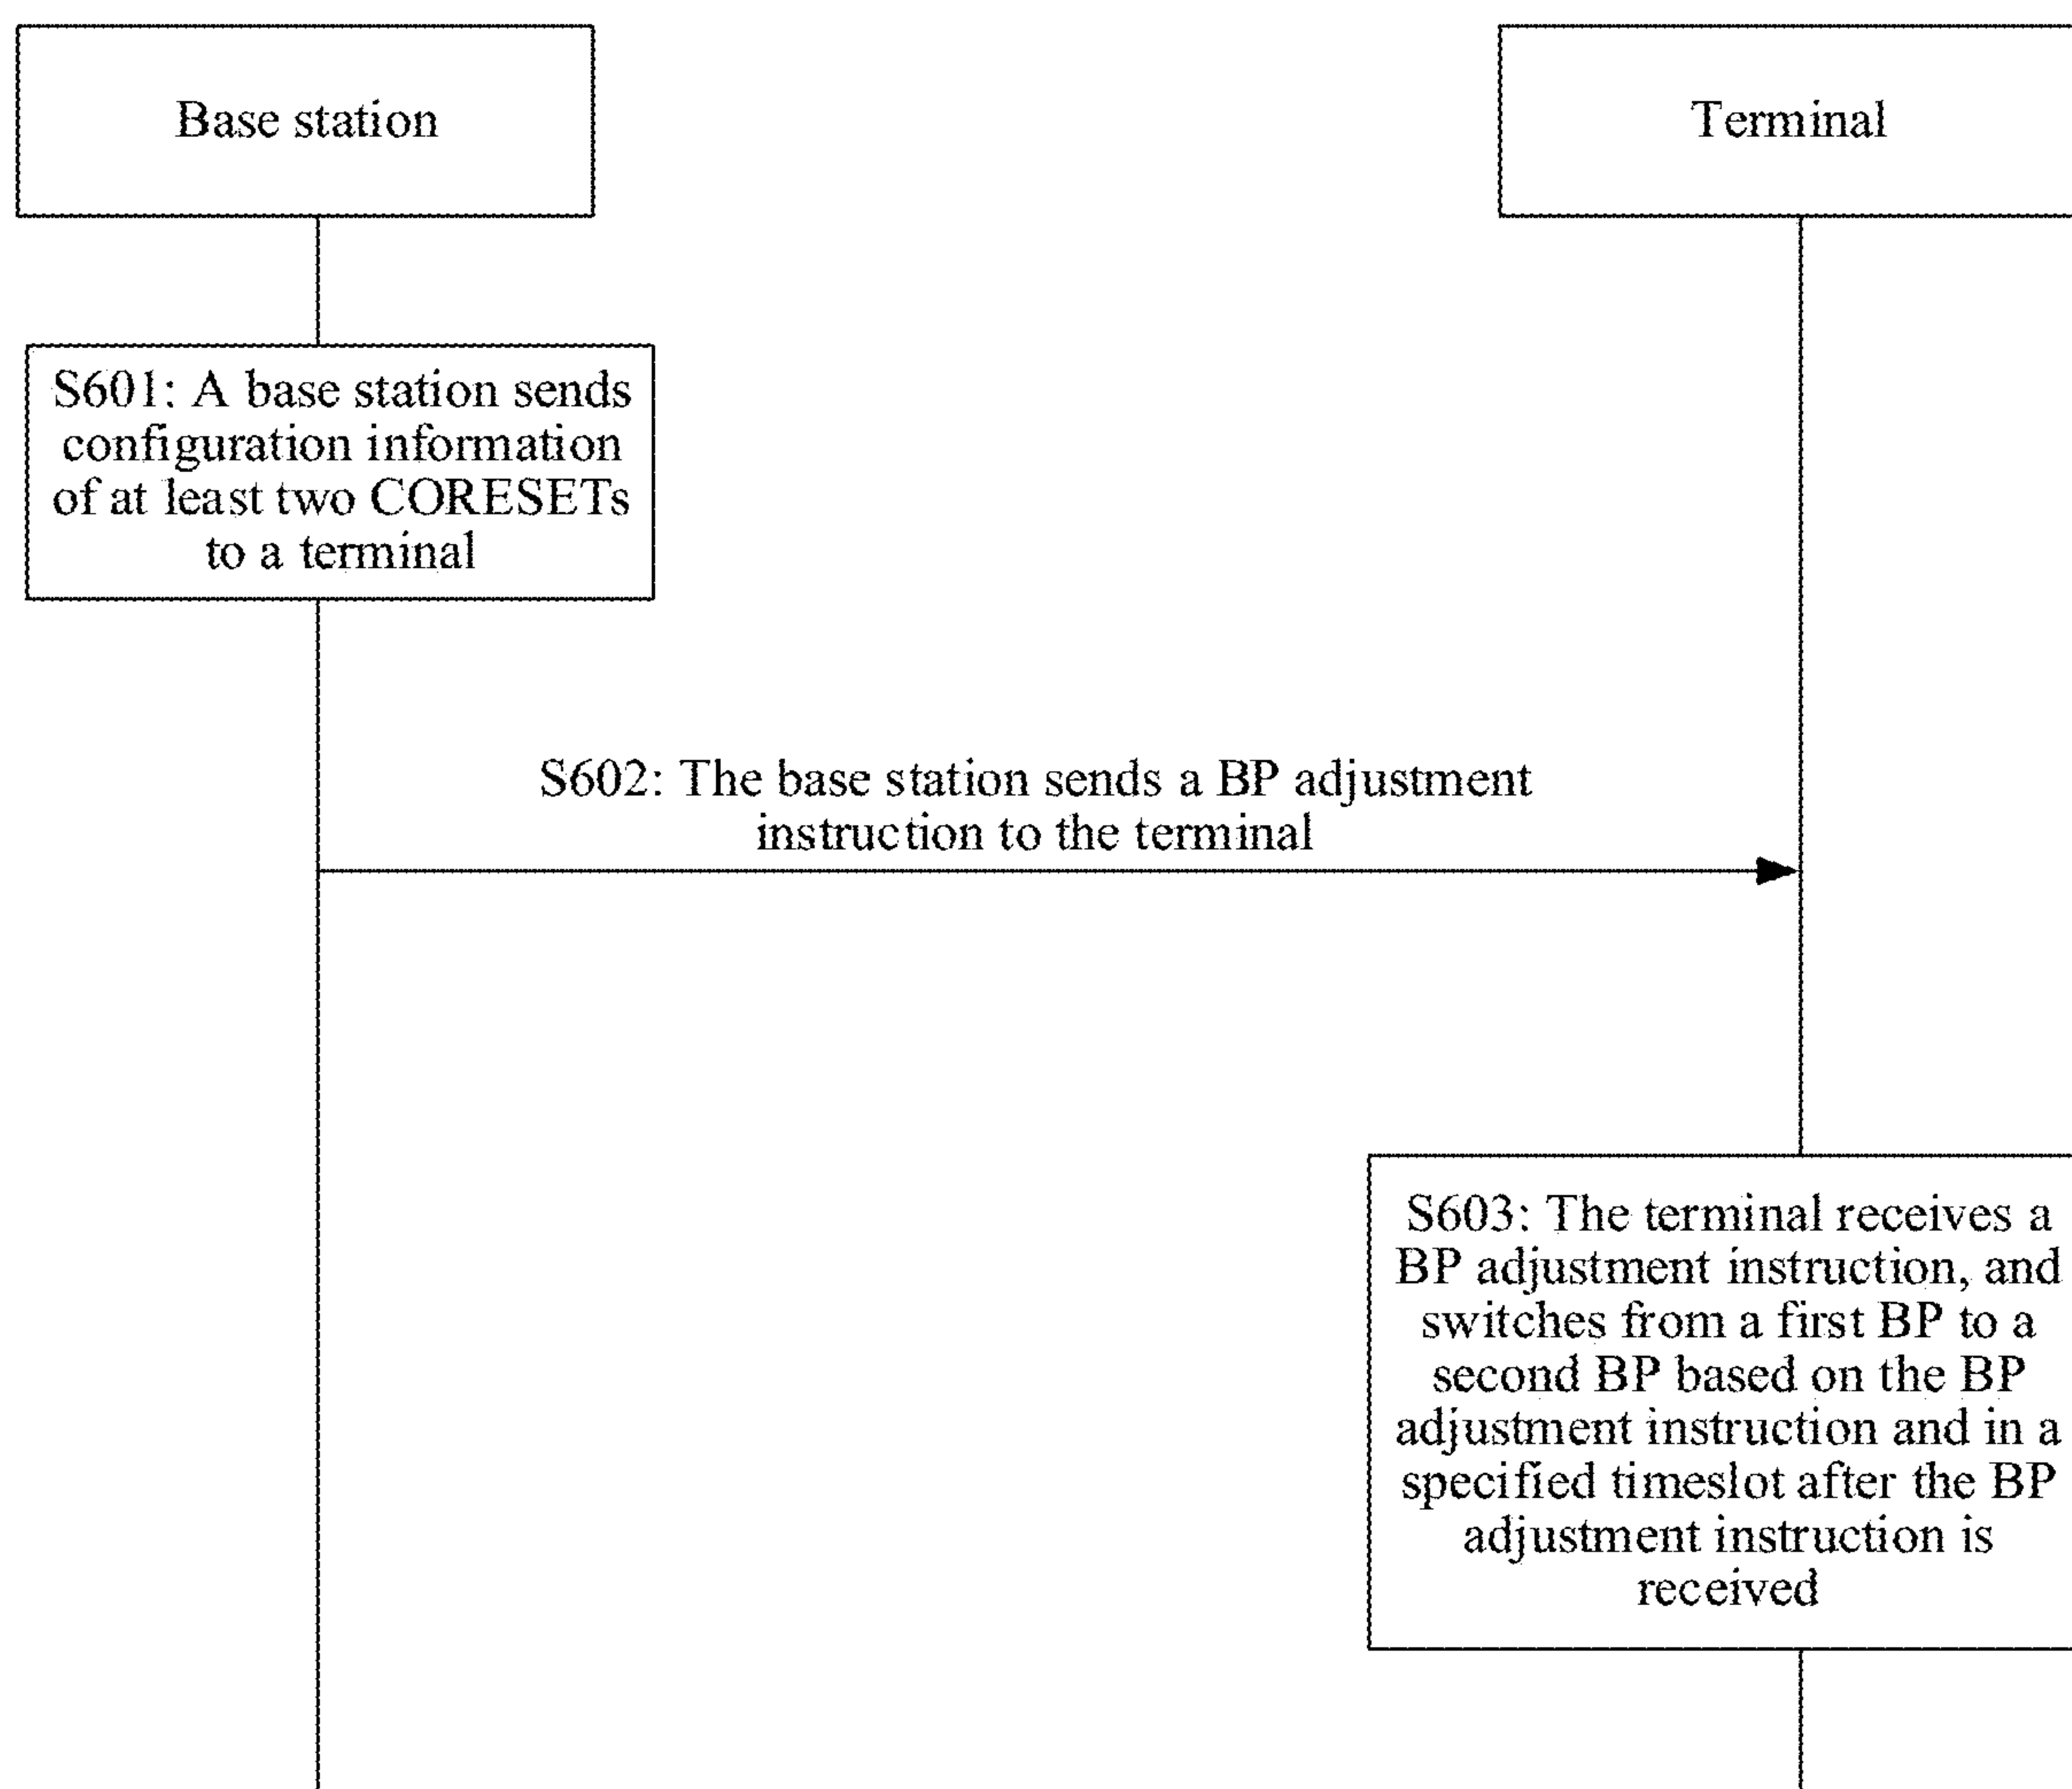 Base station
Terminal
S601: A base station sends
configuration information
of at least two CORESETs
to a terminal
S602: The base station sends a BP adjustment
instruction to the terminal
S603: The terminal receives a
BP adjustment instruction, and
switches from a first BP to a
second BP based on the BP
adjustment instruction and in a
specified timeslot after the BP
adjustment instruction is
received